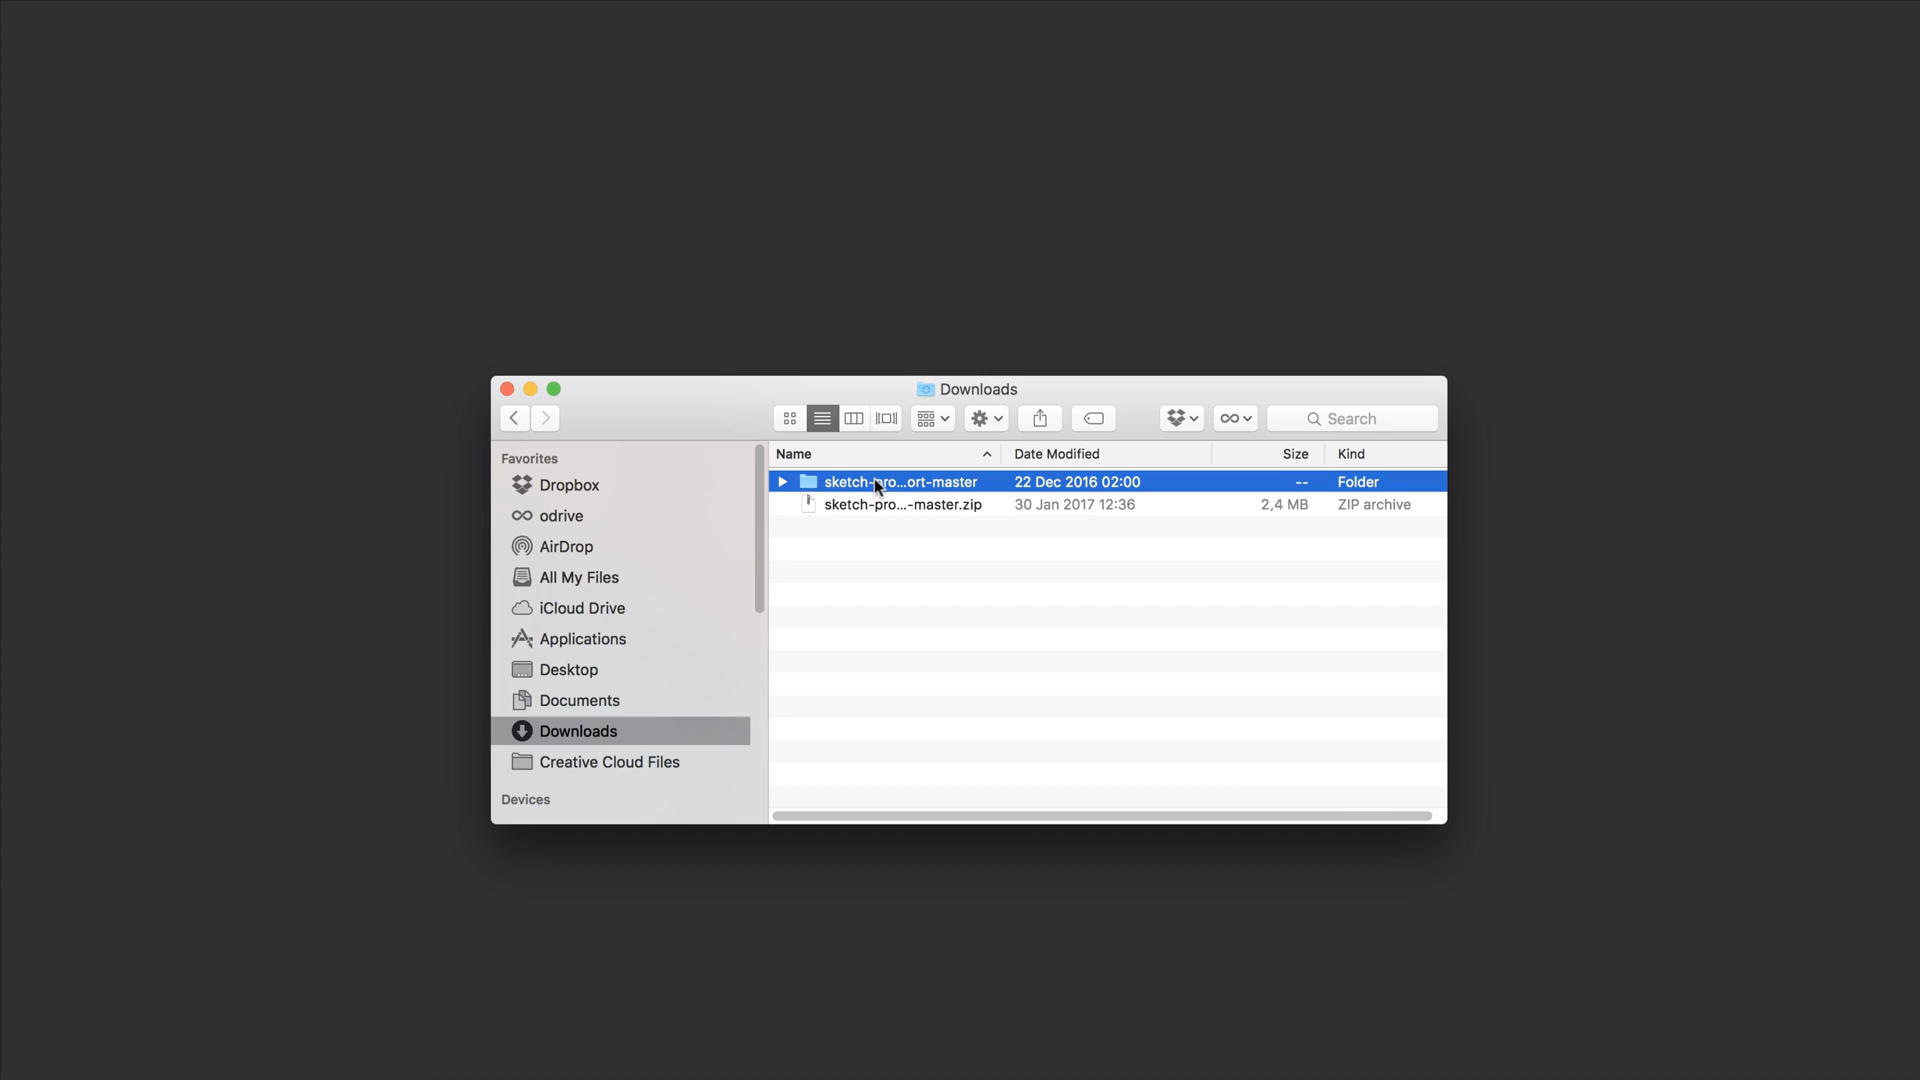 Downloads
Search
Favorites
Dropbox
odrive
AirDrop
All My Files
iCloud Drive
Applications
Desktop
Documents
Downloads
Creative Cloud Files
Devices
Name Date Modified Size Kind
sketch-pro...ort-master 22 Dec 2016 02:00 -- Folder
sketch-pro...-master.zip 30 Jan 2017 12:36 2,4 MB ZIP archive